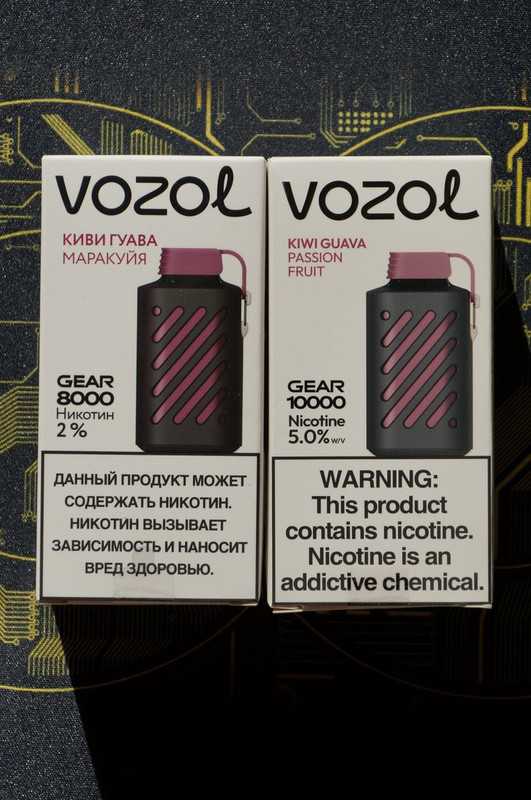 VOZOL
КИВИ ГУАВА
МАРАКУЙЯ
GEAR
8000
Никотин
2%
ДАННЫЙ ПРОДУКТ МОЖЕТ
СОДЕРЖАТЬ НИКОТИН.
НИКОТИН ВЫЗЫВАЕТ
ЗАВИСИМОСТЬ И НАНОСИТ
ВРЕД ЗДОРОВЬЮ.
VOZOL
KIWI GUAVA
PASSION
FRUIT
GEAR
10000
Nicotine
5.0% w/v
WARNING:
This product
contains nicotine.
Nicotine is an
addictive chemical.